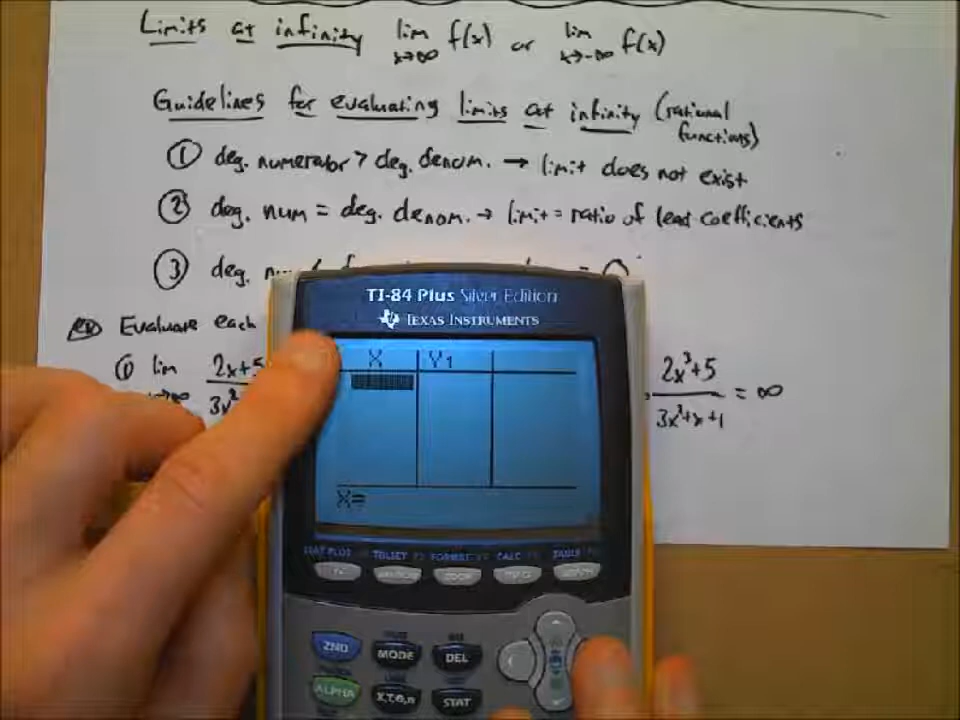 Limits at infinity lim x→∞ f(x) or lim x→-∞ f(x)
Guidelines for evaluating limits at infinity (rational functions)
① deg. numerator > deg. denom. → limit does not exist
② deg. num = deg. denom. → limit = ratio of lead coefficients
③ deg.
ex Evaluate each
① lim 2x+5
3x²
2x³+5
3x²+x+1
= ∞
TI-84 Plus Silver Edition
TEXAS INSTRUMENTS
X Y1
X=
STAT PLOT TBLSET FORMAT CALC TABLE
2ND MODE DEL
ALPHA X,T,θ,n STAT